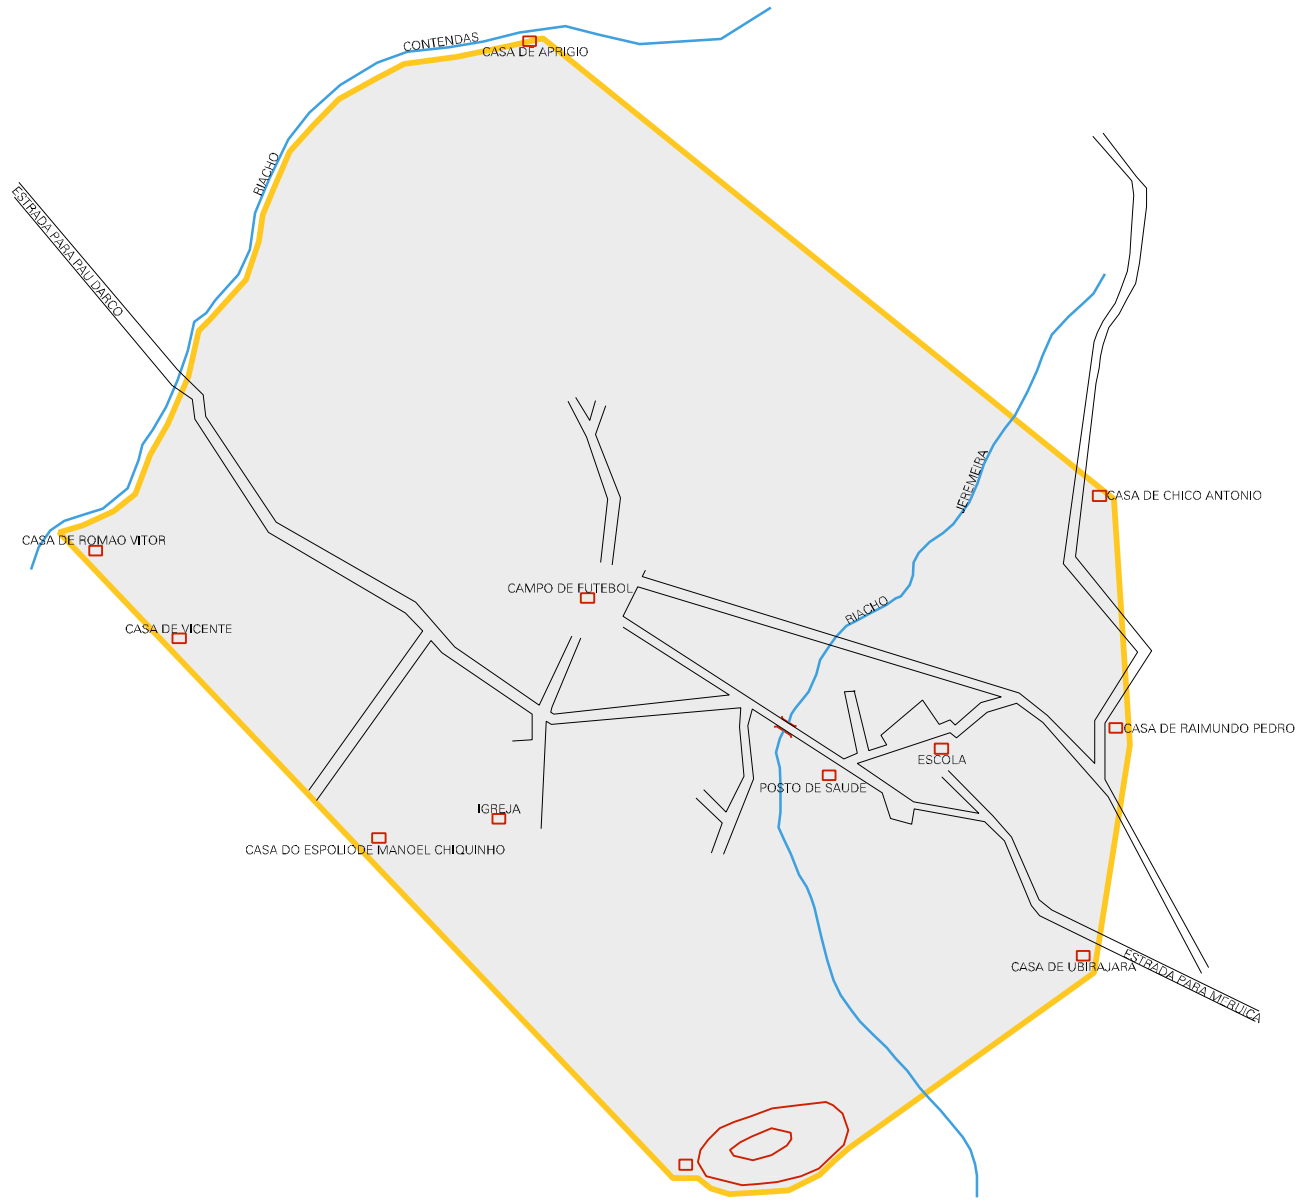 CONTENDAS
CASA DE APRIGIO
RIACHO
ESTRADA PARA PAU DARCO
JEREMEIRA
CASA DE CHICO ANTONIO
CASA DE ROMAO VITOR
CAMPO DE FUTEBOL
RIACHO
CASA DE VICENTE
CASA DE RAIMUNDO PEDRO
ESCOLA
POSTO DE SAUDE
IGREJA
CASA DO ESPOLIODE MANOEL CHIQUINHO
CASA DE UBIRAJARA
ESTRADA PARA MERUICA